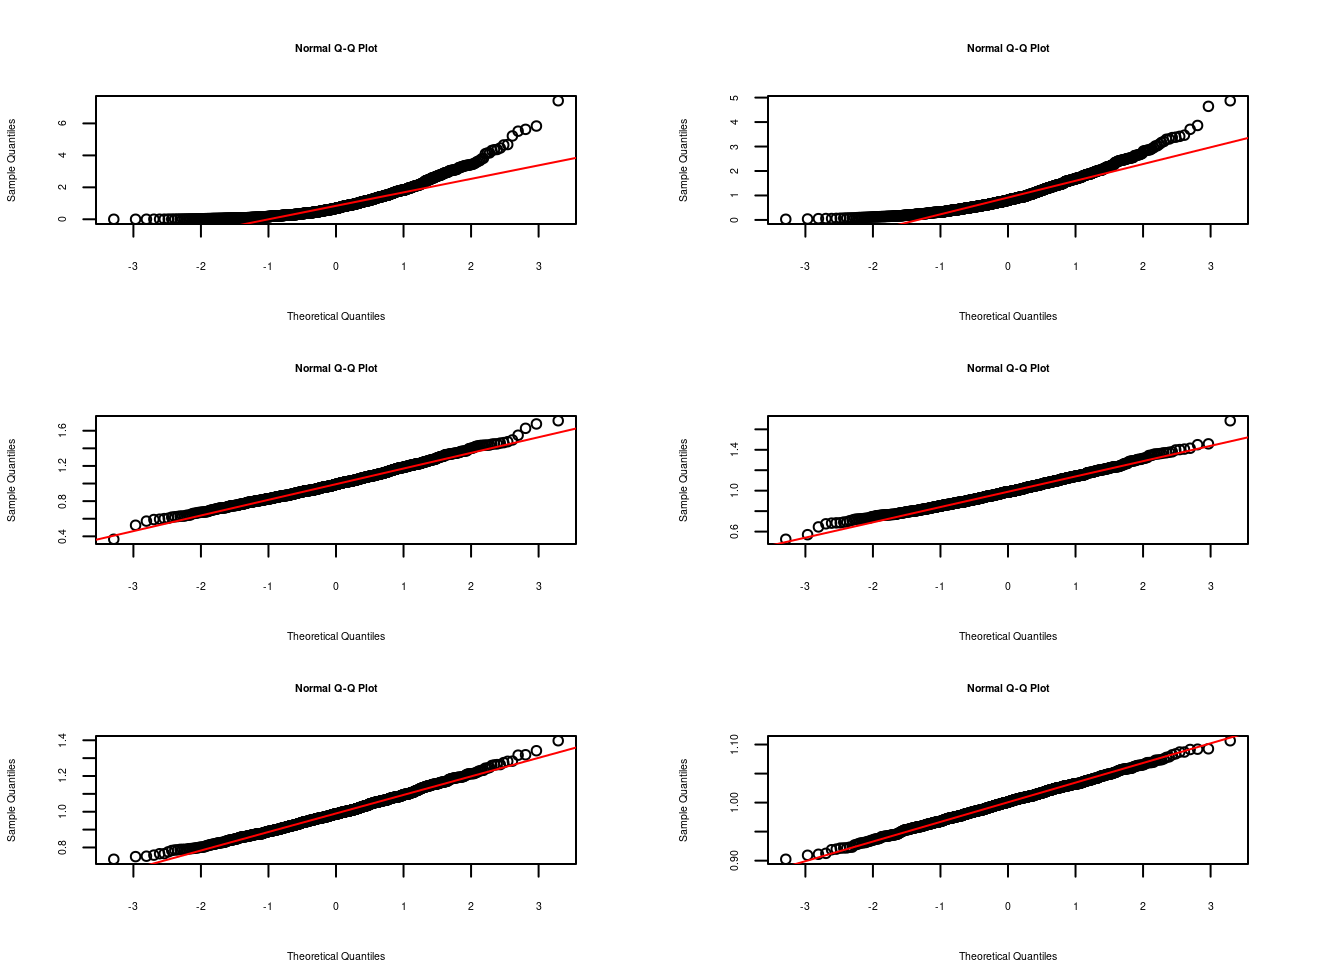 Normal Q-Q Plot
Sample Quantiles
0 2 4 6
-3 -2 -1 0 1 2 3
Theoretical Quantiles
Normal Q-Q Plot
Sample Quantiles
0 1 2 3 4 5
-3 -2 -1 0 1 2 3
Theoretical Quantiles
Normal Q-Q Plot
Sample Quantiles
0.4 0.8 1.2 1.6
-3 -2 -1 0 1 2 3
Theoretical Quantiles
Normal Q-Q Plot
Sample Quantiles
0.6 1.0 1.4
-3 -2 -1 0 1 2 3
Theoretical Quantiles
Normal Q-Q Plot
Sample Quantiles
0.8 1.0 1.2 1.4
-3 -2 -1 0 1 2 3
Theoretical Quantiles
Normal Q-Q Plot
Sample Quantiles
0.90 1.00 1.10
-3 -2 -1 0 1 2 3
Theoretical Quantiles